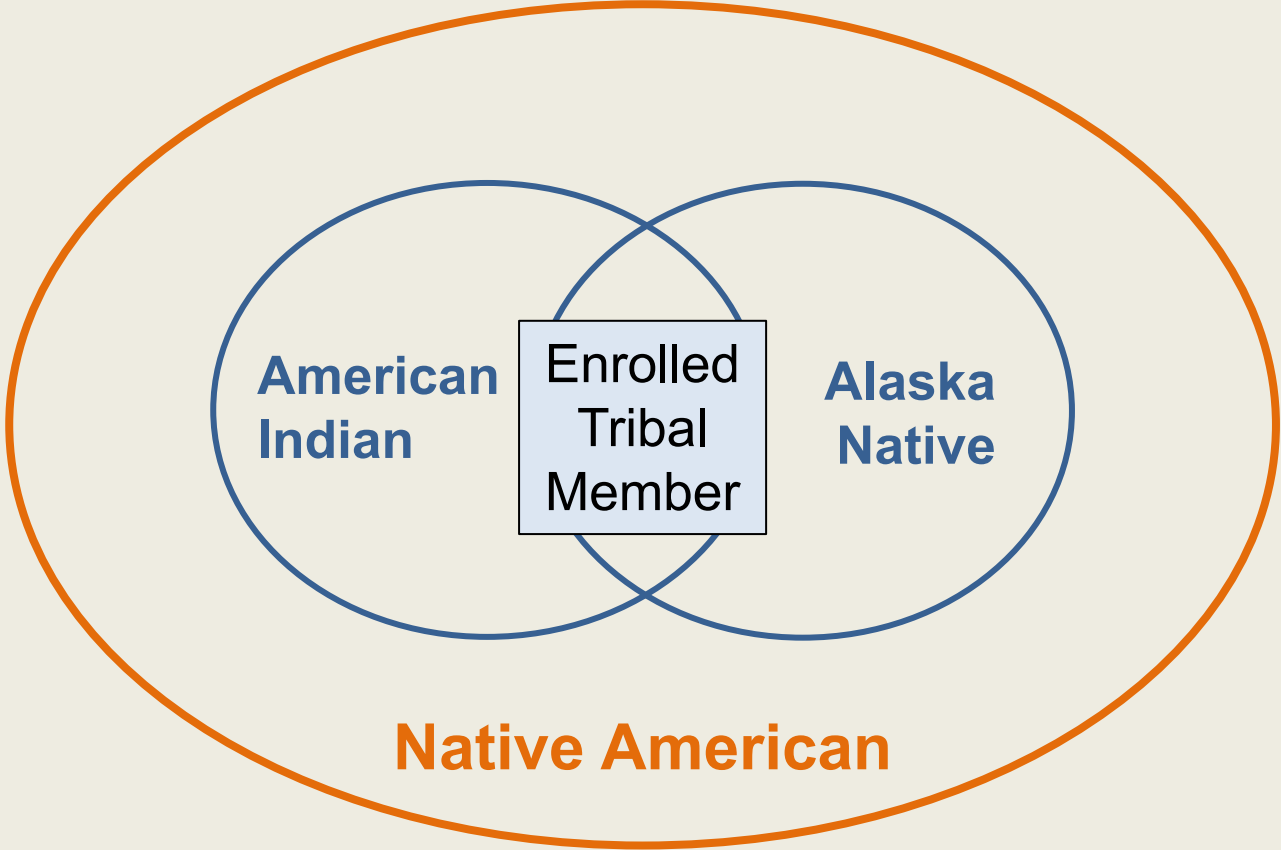 American
Indian
Enrolled
Tribal
Member
Alaska
Native
Native American